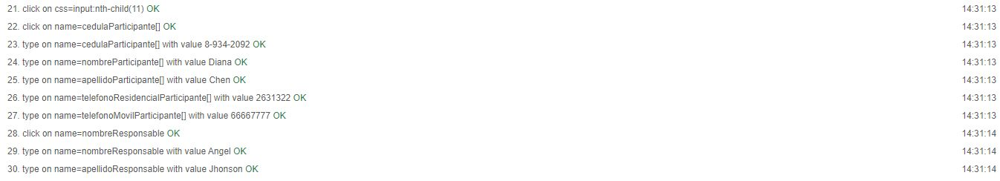 21. click on css=input:nth-child(11) OK 14:31:13
22. click on name=cedulaParticipante[] OK 14:31:13
23. type on name=cedulaParticipante[] with value 8-934-2092 OK 14:31:13
24. type on name=nombreParticipante[] with value Diana OK 14:31:13
25. type on name=apellidoParticipante[] with value Chen OK 14:31:13
26. type on name=telefonoResidencialParticipante[] with value 2631322 OK 14:31:13
27. type on name=telefonoMovilParticipante[] with value 66667777 OK 14:31:13
28. click on name=nombreResponsable OK 14:31:14
29. type on name=nombreResponsable with value Angel OK 14:31:14
30. type on name=apellidoResponsable with value Jhonson OK 14:31:14